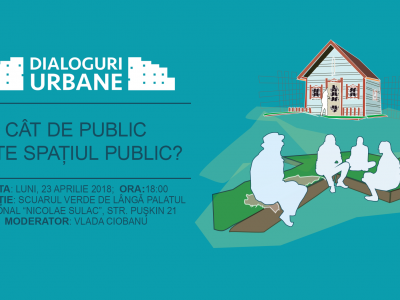 DIALOGURI
URBANE
CÂT DE PUBLIC
TE SPAȚIUL PUBLIC?
TA: LUNI, 23 APRILIE 2018; ORA:18:00
ȚIE: SCUARUL VERDE DE LÂNGĂ PALATUL
IONAL "NICOLAE SULAC", STR. PUȘKIN 21
MODERATOR: VLADA CIOBANU